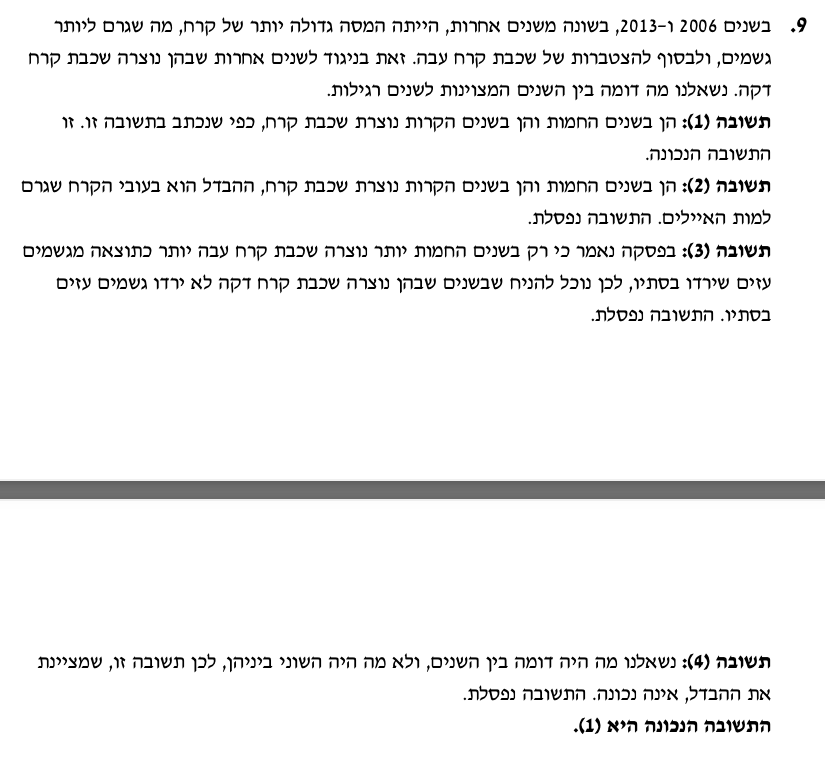 9. בשנים 2006 ו-2013, בשונה משנים אחרות, הייתה המסה גדולה יותר של קרח, מה שגרם ליותר
גשמים, ולבסוף להצטברות של שכבת קרח עבה. זאת בניגוד לשנים אחרות שבהן נוצרה שכבת קרח
דקה. נשאלנו מה דומה בין השנים המצוינות לשנים רגילות.
תשובה (1): הן בשנים החמות והן בשנים הקרות נוצרת שכבת קרח, כפי שנכתב בתשובה זו. זו
התשובה הנכונה.
תשובה (2): הן בשנים החמות והן בשנים הקרות נוצרת שכבת קרח, ההבדל הוא בעובי הקרח שגרם
למות האיילים. התשובה נפסלת.
תשובה (3): בפסקה נאמר כי רק בשנים החמות יותר נוצרה שכבת קרח עבה יותר כתוצאה מגשמים
עזים שירדו בסתיו, לכן נוכל להניח שבשנים שבהן נוצרה שכבת קרח דקה לא ירדו גשמים עזים
בסתיו. התשובה נפסלת.
תשובה (4): נשאלנו מה היה דומה בין השנים, ולא מה היה השוני ביניהן, לכן תשובה זו, שמציינת
את ההבדל, אינה נכונה. התשובה נפסלת.
התשובה הנכונה היא (1).